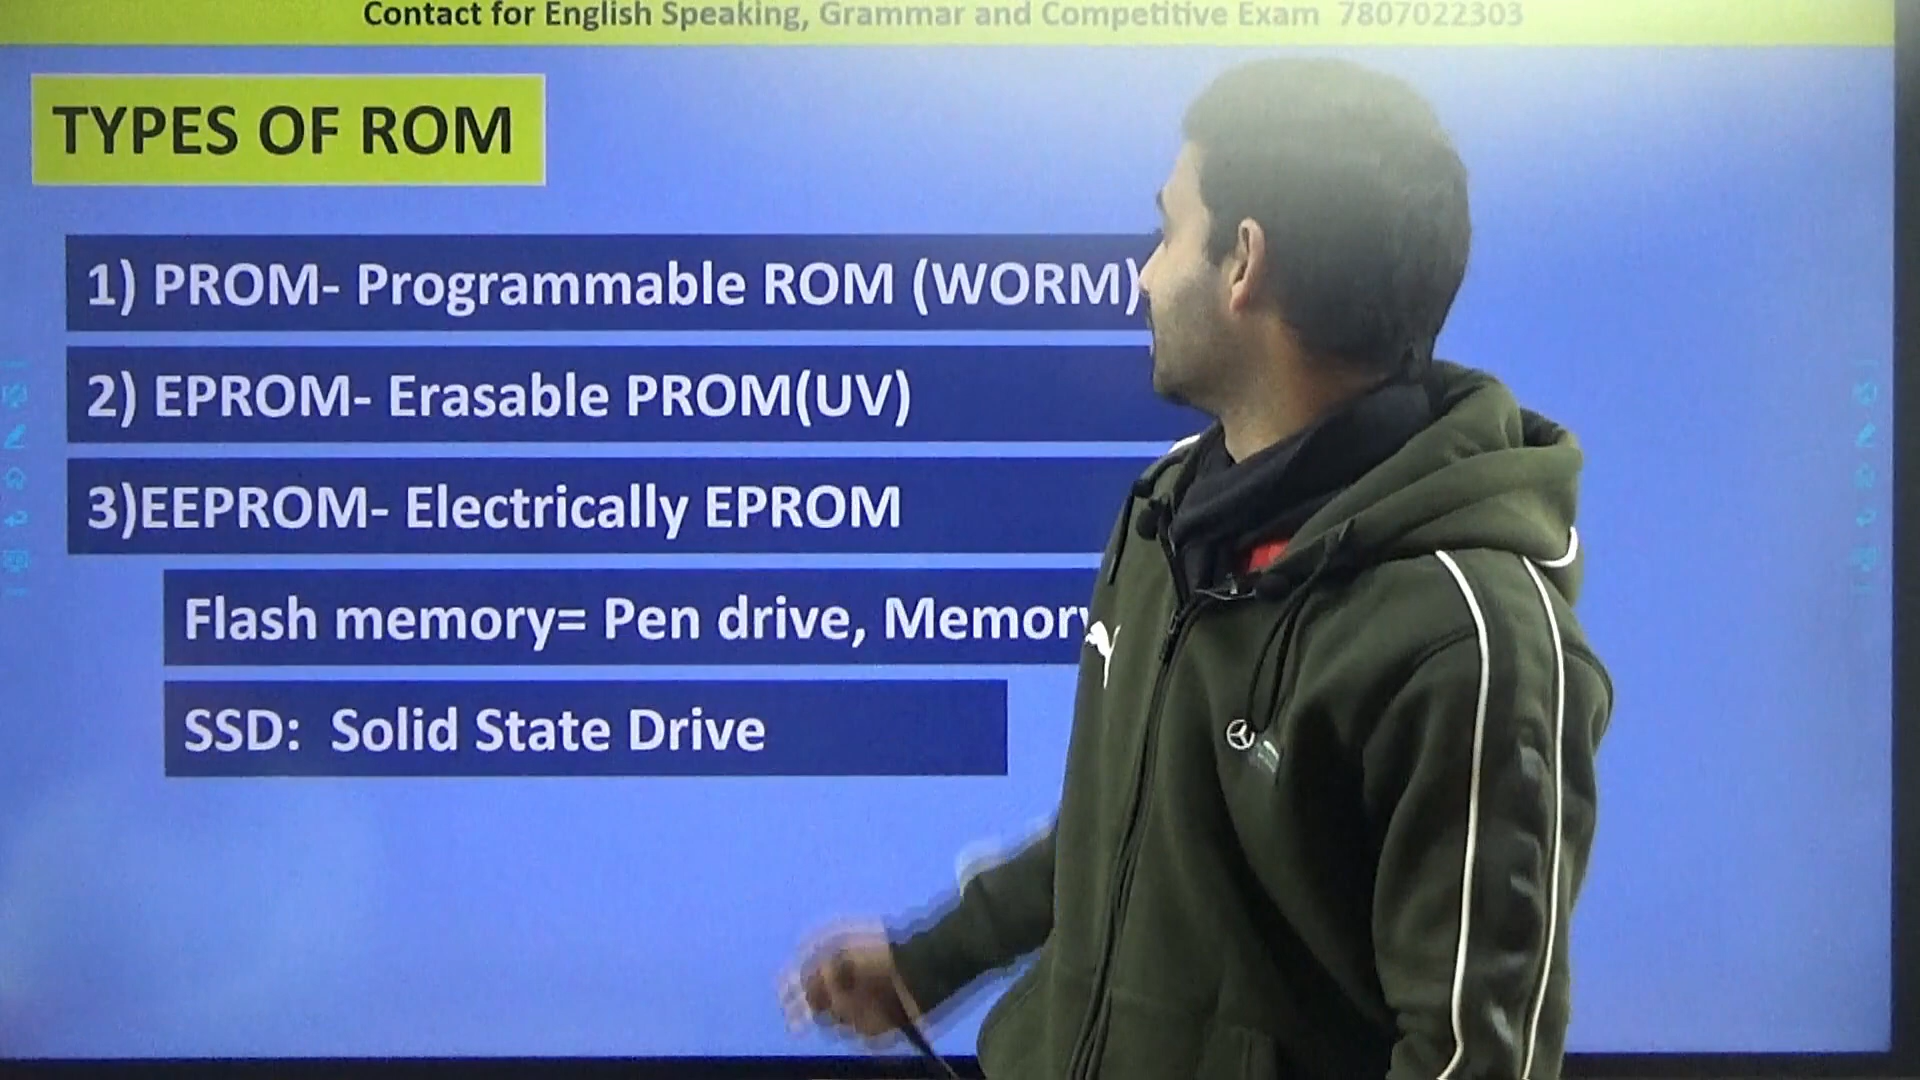 Contact for English Speaking, Grammar and Competitive Exam 7807022303
TYPES OF ROM
1) PROM- Programmable ROM (WORM)
2) EPROM- Erasable PROM(UV)
3)EEPROM- Electrically EPROM
Flash memory= Pen drive, Memory
SSD: Solid State Drive